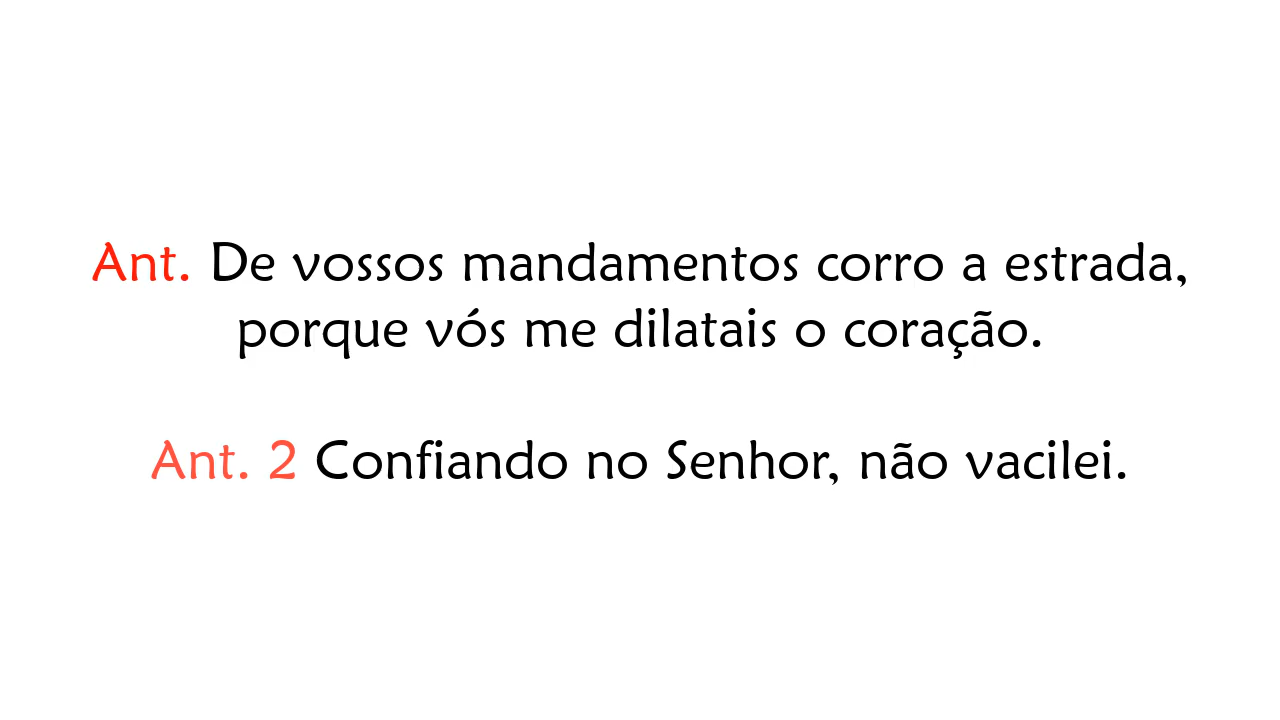 Ant. De vossos mandamentos corro a estrada,
porque vós me dilatais o coração.
Ant. 2 Confiando no Senhor, não vacilei.